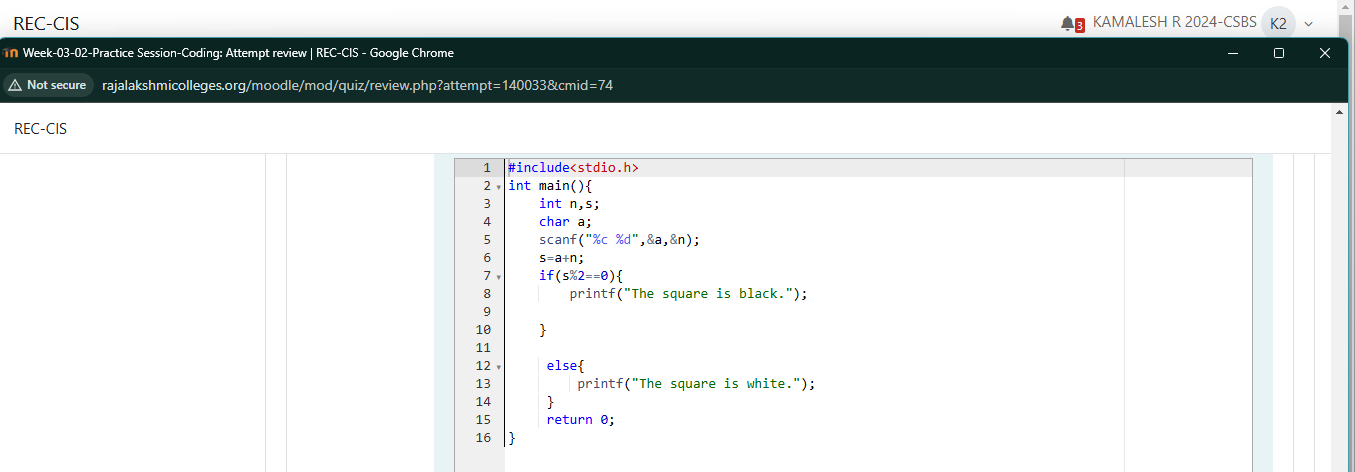 REC-CIS
3 KAMALESH R 2024-CSBS K2
Week-03-02-Practice Session-Coding: Attempt review | REC-CIS - Google Chrome
Not secure rajalakshmicolleges.org/moodle/mod/quiz/review.php?attempt=140033&cmid=74
REC-CIS
1 #include<stdio.h>
2 int main(){
3     int n,s;
4     char a;
5     scanf("%c %d",&a,&n);
6     s=a+n;
7     if(s%2==0){
8         printf("The square is black.");
9
10     }
11
12      else{
13          printf("The square is white.");
14      }
15      return 0;
16 }